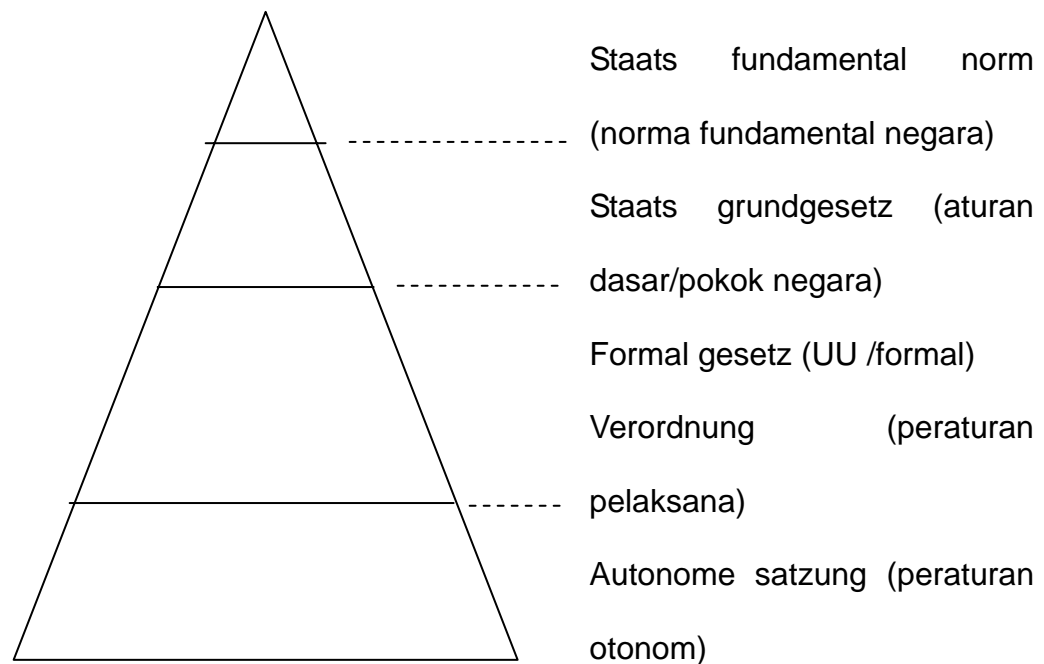 Staats fundamental norm
(norma fundamental negara)
Staats grundgesetz (aturan
dasar/pokok negara)
Formal gesetz (UU /formal)
Verordnung (peraturan
pelaksana)
Autonome satzung (peraturan
otonom)